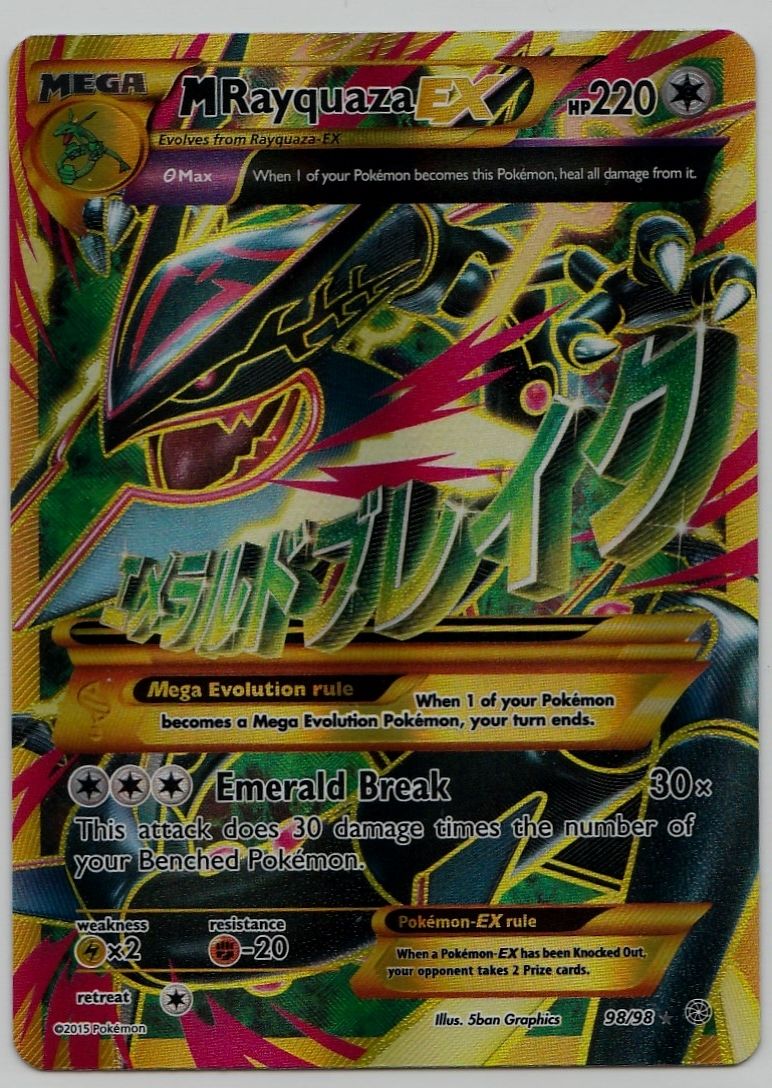 MEGA
M Rayquaza EX
HP220
Evolves from Rayquaza-EX
θ Max
When 1 of your Pokémon becomes this Pokémon, heal all damage from it.
エメラルドブレイク
Mega Evolution rule
When 1 of your Pokémon
becomes a Mega Evolution Pokémon, your turn ends.
Emerald Break 30×
This attack does 30 damage times the number of
your Benched Pokémon.
weakness resistance
×2 -20
Pokémon-EX rule
When a Pokémon-EX has been Knocked Out,
your opponent takes 2 Prize cards.
retreat
©2015 Pokémon
Illus. 5ban Graphics
98/98 ★